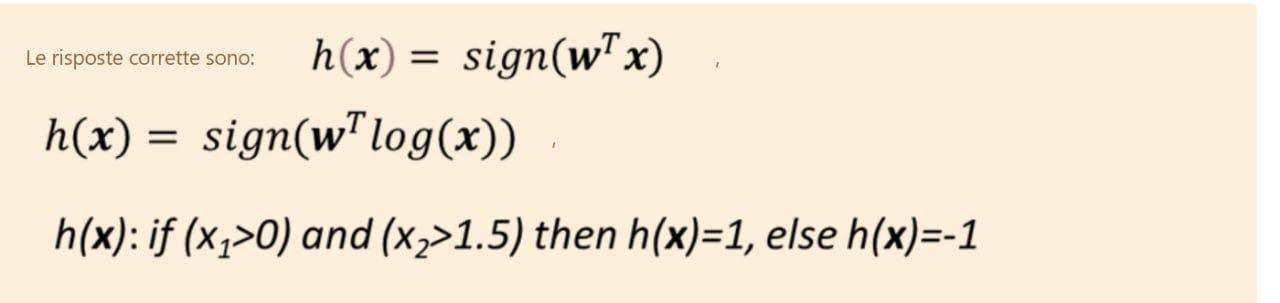 Le risposte corrette sono: h(x) = sign(wᵀx) ,
h(x) = sign(wᵀlog(x)) ,
h(x): if (x₁>0) and (x₂>1.5) then h(x)=1, else h(x)=-1